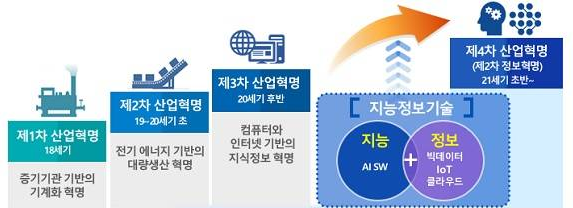 제1차 산업혁명
18세기
증기기관 기반의
기계화 혁명
제2차 산업혁명
19~20세기 초
전기 에너지 기반의
대량생산 혁명
제3차 산업혁명
20세기 후반
컴퓨터와
인터넷 기반의
지식정보 혁명
제4차 산업혁명
(제2차 정보혁명)
21세기 초반~
[ 지능정보기술 ]
지능
AI SW
+
정보
빅데이터
IoT
클라우드